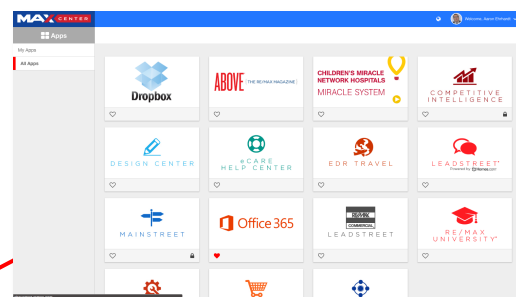 MAX CENTER
Welcome, Aaron
Apps
My Apps
All Apps
Dropbox
ABOVE THE RE/MAX MAGAZINE
CHILDREN'S MIRACLE
NETWORK HOSPITALS
MIRACLE SYSTEM
COMPETITIVE
INTELLIGENCE
DESIGN CENTER
eCARE
HELP CENTER
EDR TRAVEL
LEADSTREET
Powered by Homes.com
MAINSTREET
Office 365
RE/MAX
COMMERCIAL
LEADSTREET
RE/MAX
UNIVERSITY